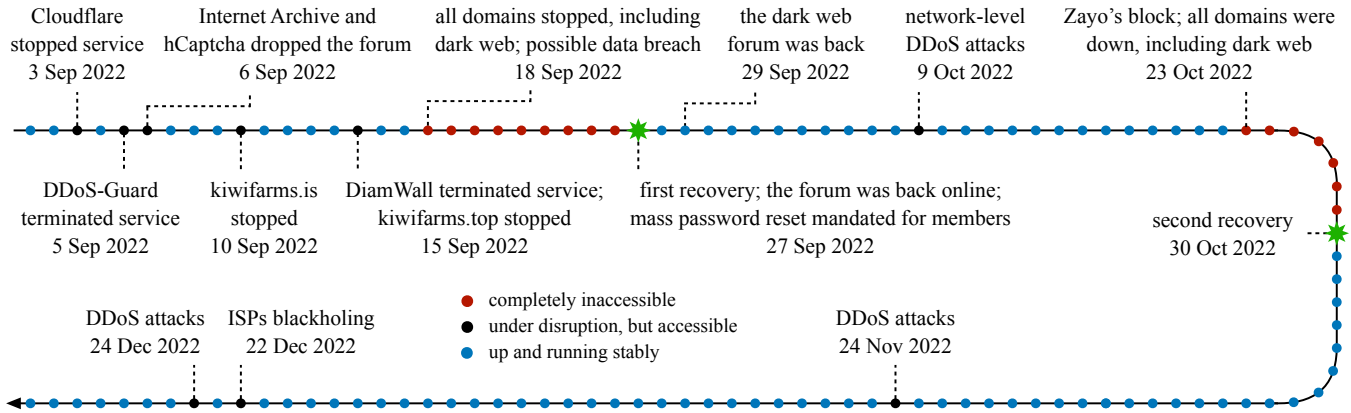 Cloudflare
stopped service
3 Sep 2022
Internet Archive and
hCaptcha dropped the forum
6 Sep 2022
all domains stopped, including
dark web; possible data breach
18 Sep 2022
the dark web
forum was back
29 Sep 2022
network-level
DDoS attacks
9 Oct 2022
Zayo’s block; all domains were
down, including dark web
23 Oct 2022
DDoS-Guard
terminated service
5 Sep 2022
kiwifarms.is
stopped
10 Sep 2022
DiamWall terminated service;
kiwifarms.top stopped
15 Sep 2022
first recovery; the forum was back online;
mass password reset mandated for members
27 Sep 2022
second recovery
30 Oct 2022
completely inaccessible
under disruption, but accessible
up and running stably
DDoS attacks
24 Dec 2022
ISPs blackholing
22 Dec 2022
DDoS attacks
24 Nov 2022